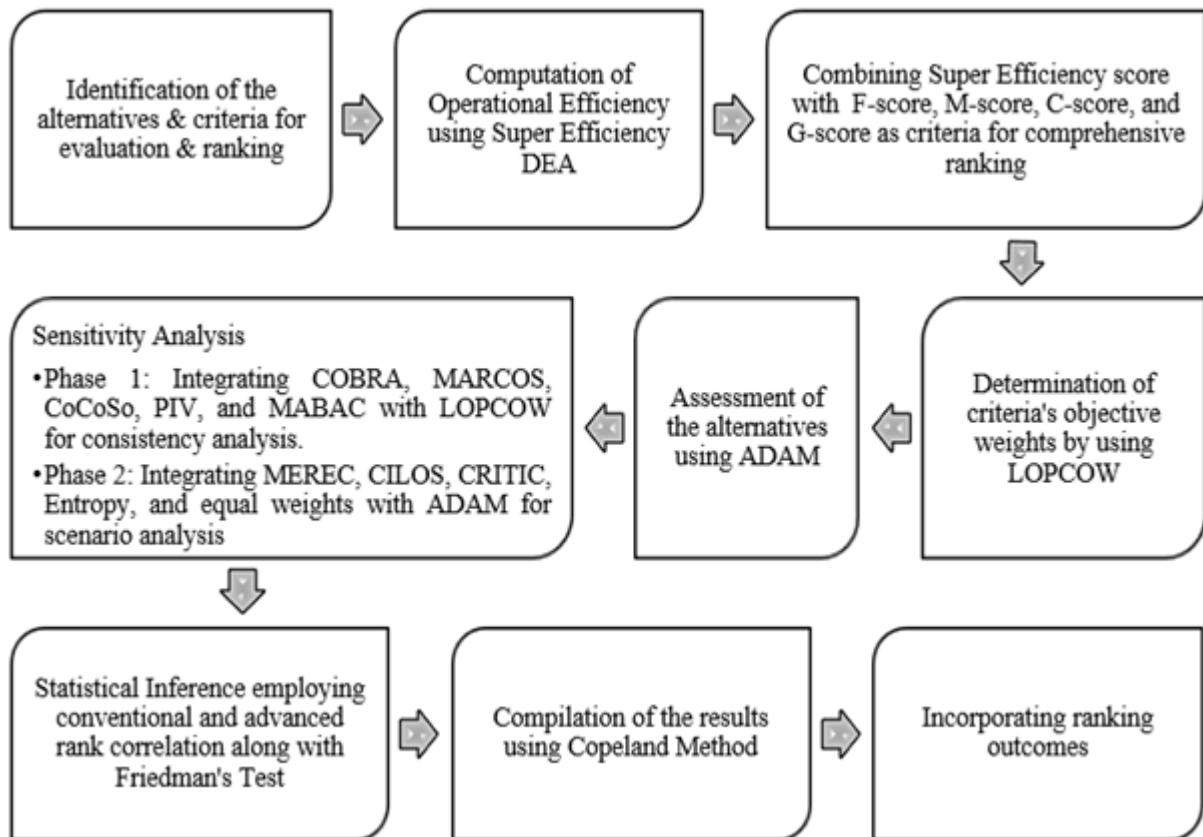 Identification of the
alternatives & criteria for
evaluation & ranking
Computation of
Operational Efficiency
using Super Efficiency
DEA
Combining Super Efficiency score
with F-score, M-score, C-score, and
G-score as criteria for comprehensive
ranking
Determination of
criteria's objective
weights by using
LOPCOW
Assessment of
the alternatives
using ADAM
Sensitivity Analysis
•Phase 1: Integrating COBRA, MARCOS,
CoCoSo, PIV, and MABAC with LOPCOW
for consistency analysis.
•Phase 2: Integrating MEREC, CILOS, CRITIC,
Entropy, and equal weights with ADAM for
scenario analysis
Statistical Inference employing
conventional and advanced
rank correlation along with
Friedman's Test
Compilation of the results
using Copeland Method
Incorporating ranking
outcomes